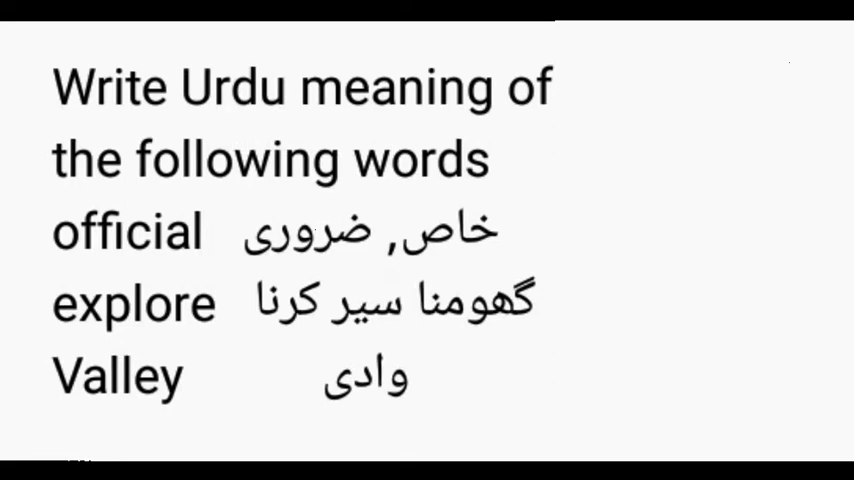 Write Urdu meaning of
the following words
official خاص, ضروری
explore گھومنا سیر کرنا
Valley وادی